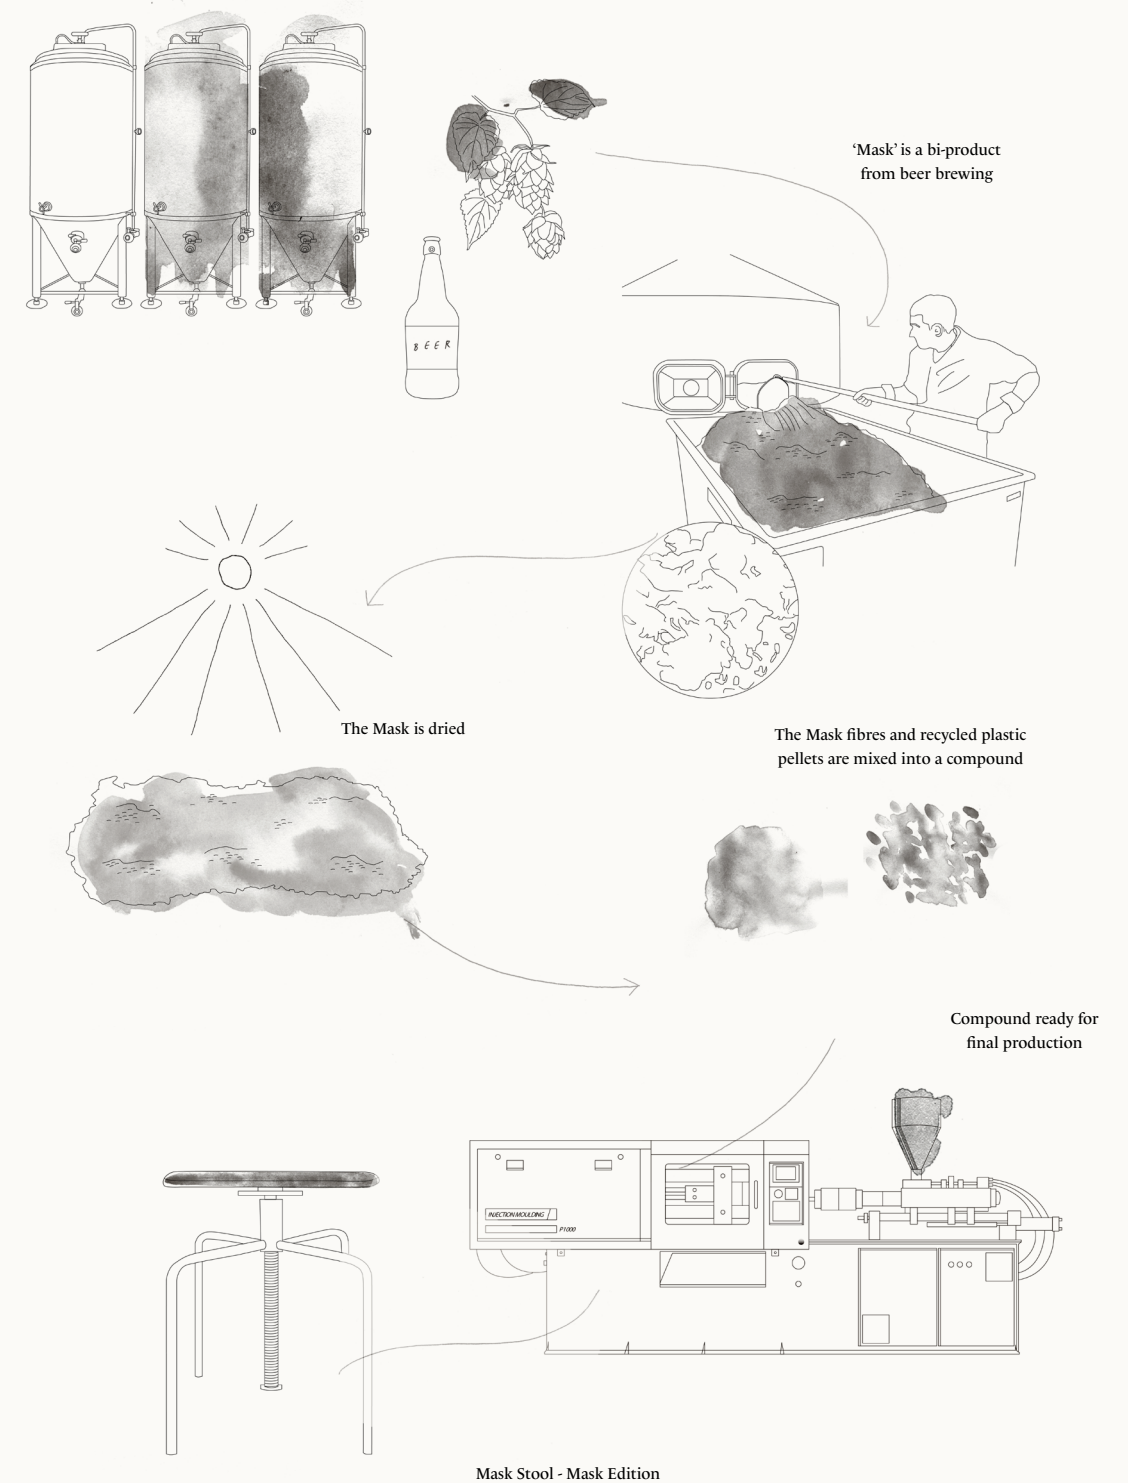 ‘Mask’ is a bi-product
from beer brewing
BEER
The Mask is dried
The Mask fibres and recycled plastic
pellets are mixed into a compound
Compound ready for
final production
INJECTION MOULDING
P1000
Mask Stool - Mask Edition